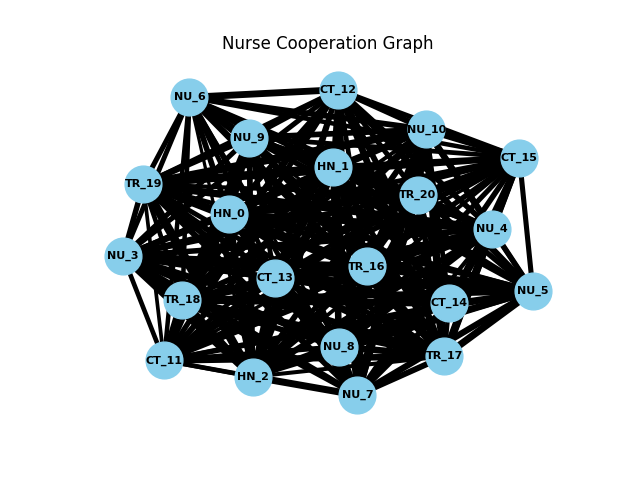 Nurse Cooperation Graph
NU_6
CT_12
NU_10
NU_9
CT_15
HN_1
TR_19
TR_20
HN_0
NU_4
NU_3
TR_16
CT_13
NU_5
TR_18
CT_14
NU_8
TR_17
CT_11
HN_2
NU_7